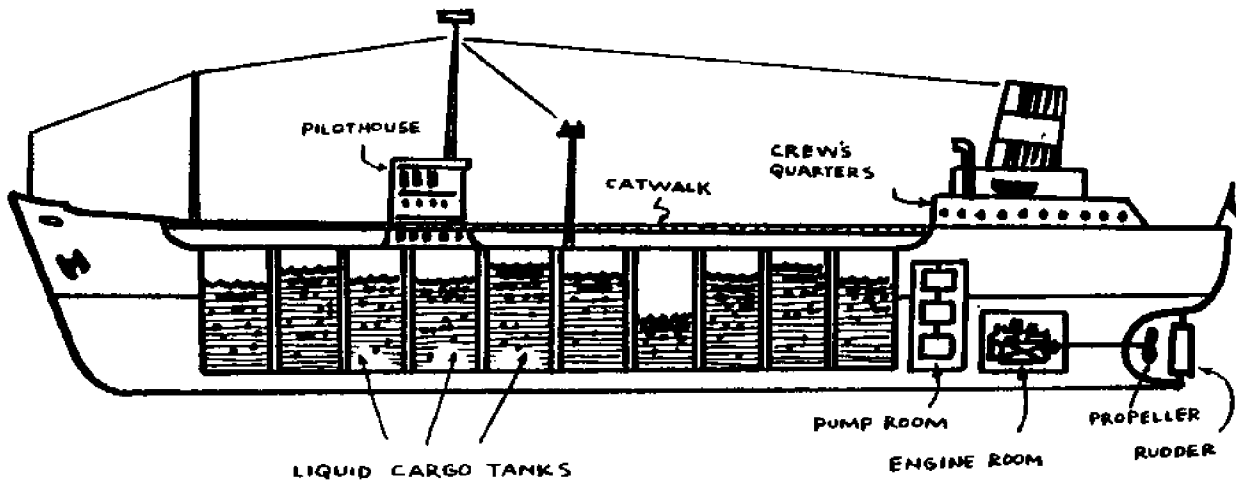 PILOTHOUSE
CREW'S
QUARTERS
CATWALK
PUMP ROOM
PROPELLER
ENGINE ROOM
RUDDER
LIQUID CARGO TANKS